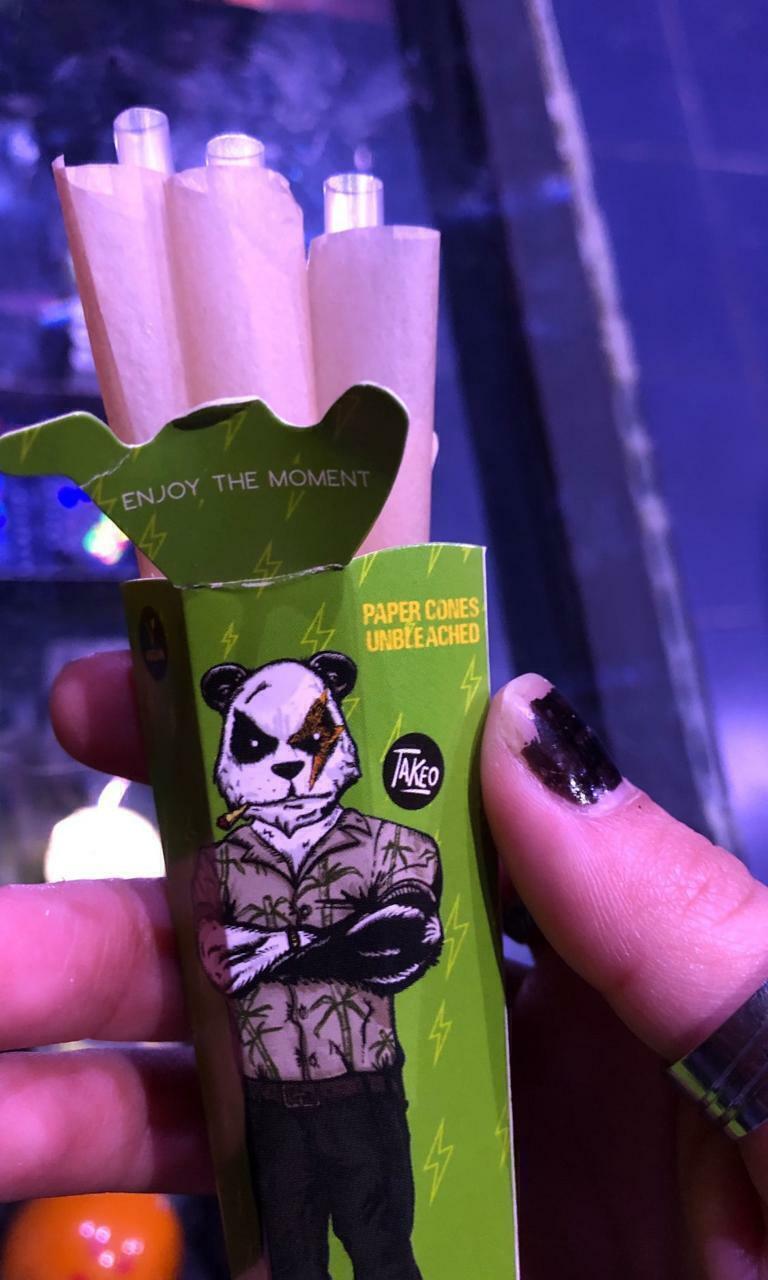 ENJOY THE MOMENT
PAPER CONES
UNBLEACHED
TAKEO